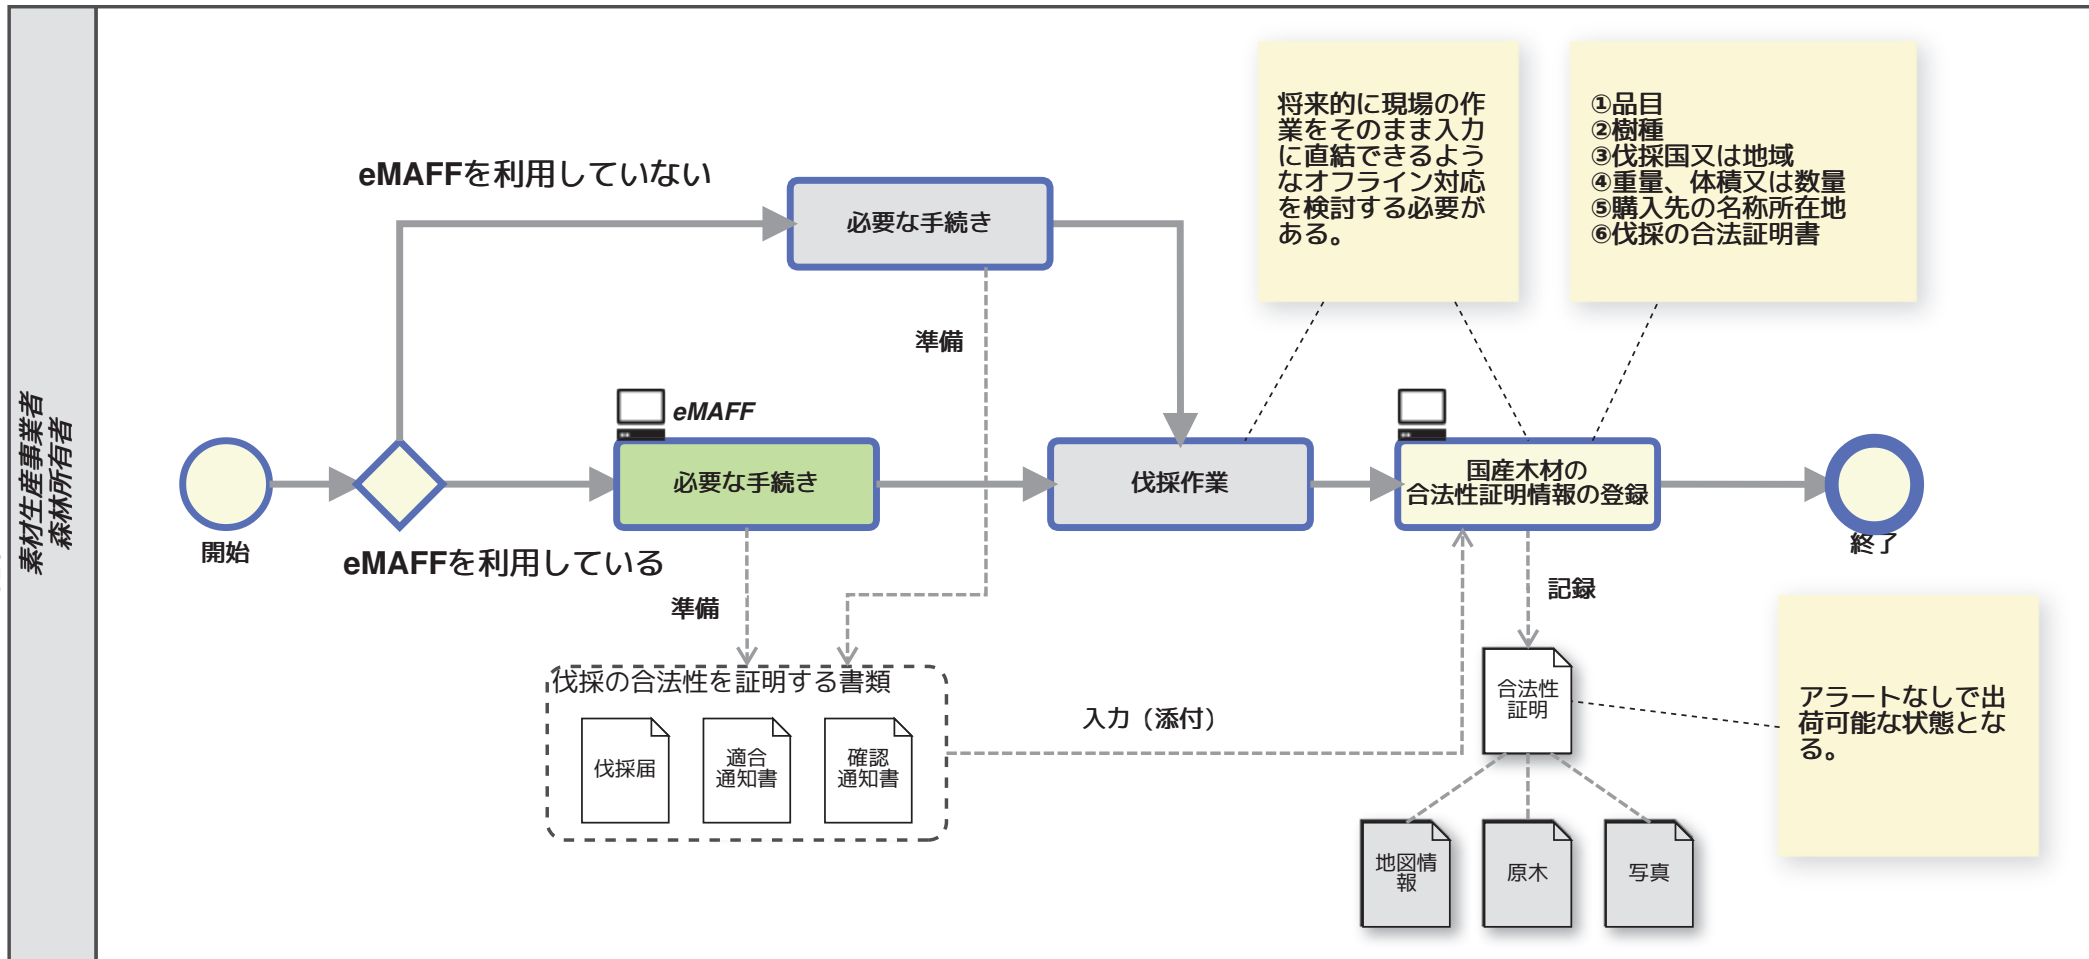 素材生産事業者
森林所有者
将来的に現場の作
業をそのまま入力
に直結できるよう
なオフライン対応
を検討する必要が
ある。
①品目
②樹種
③伐採国又は地域
④重量、体積又は数量
⑤購入先の名称所在地
⑥伐採の合法証明書
eMAFFを利用していない
必要な手続き
準備
eMAFF
必要な手続き
伐採作業
国産木材の
合法性証明情報の登録
開始
eMAFFを利用している
終了
準備
記録
伐採の合法性を証明する書類
伐採届
適合
通知書
確認
通知書
入力（添付）
合法性
証明
アラートなしで出
荷可能な状態とな
る。
地図情
報
原木
写真